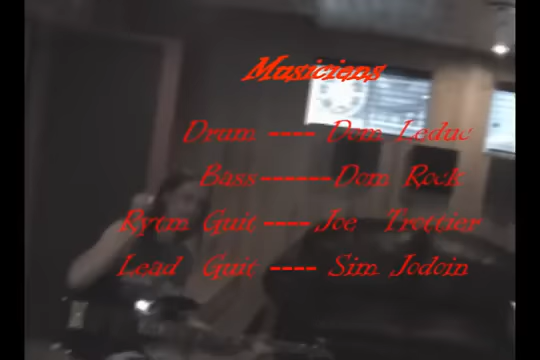 Musicians
Drum ---- Dom Leduc
Bass------Dom Rock
Rytm Guit ----Joe Trottier
Lead Guit ---- Sim Jodoin